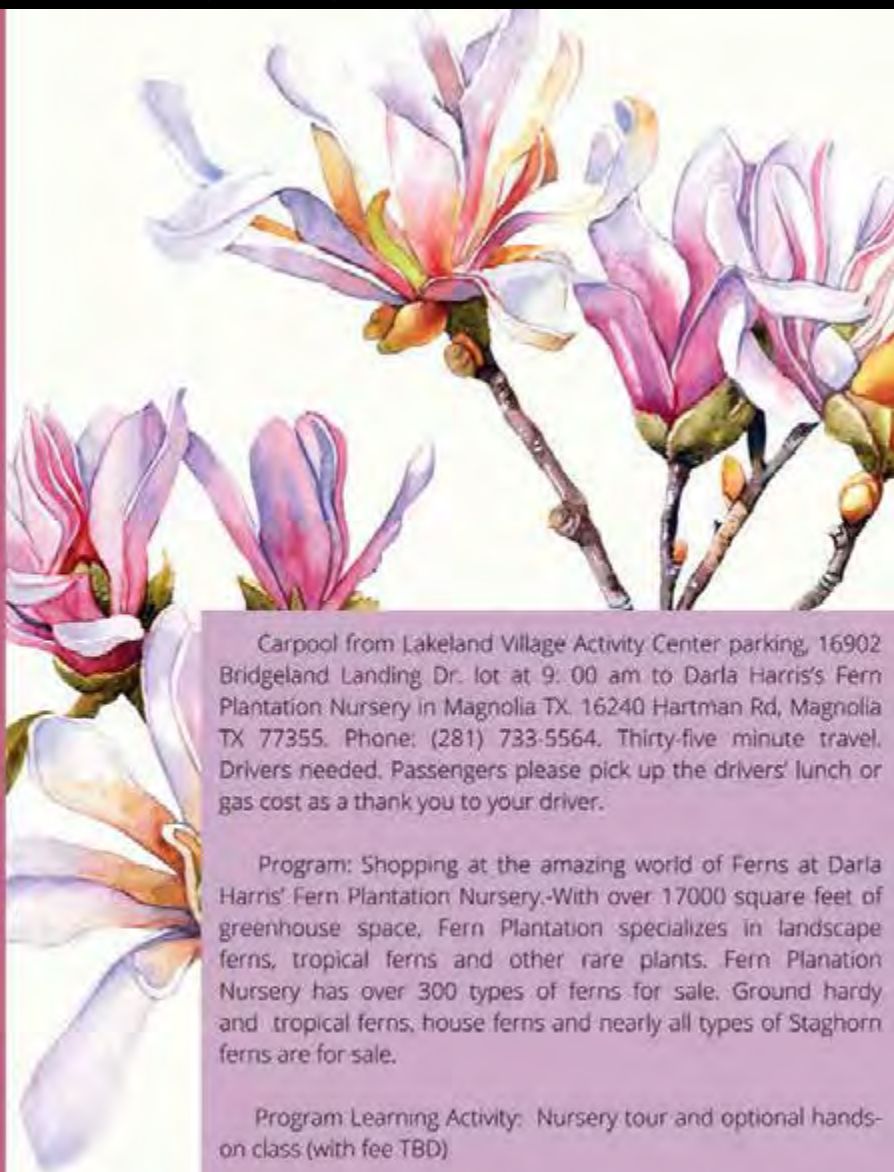 Carpool from Lakeland Village Activity Center parking, 16902
Bridgeland Landing Dr. lot at 9: 00 am to Darla Harris's Fern
Plantation Nursery in Magnolia TX. 16240 Hartman Rd, Magnolia
TX 77355. Phone: (281) 733-5564. Thirty-five minute travel.
Drivers needed. Passengers please pick up the drivers' lunch or
gas cost as a thank you to your driver.
Program: Shopping at the amazing world of Ferns at Darla
Harris' Fern Plantation Nursery.-With over 17000 square feet of
greenhouse space, Fern Plantation specializes in landscape
ferns, tropical ferns and other rare plants. Fern Planation
Nursery has over 300 types of ferns for sale. Ground hardy
and tropical ferns, house ferns and nearly all types of Staghorn
ferns are for sale.
Program Learning Activity: Nursery tour and optional hands-
on class (with fee TBD)